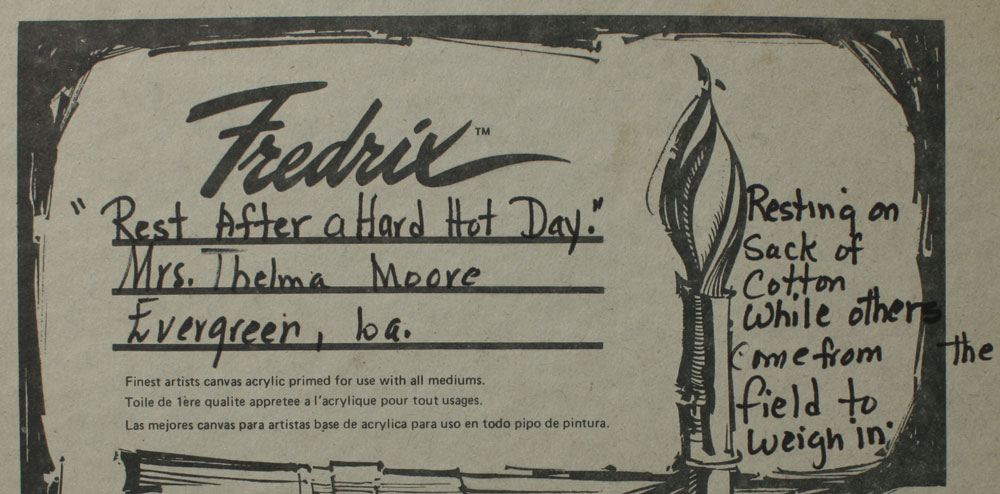 Fredrix™
"Rest After a Hard Hot Day."
Mrs. Thelma Moore
Evergreen, La.
Finest artists canvas acrylic primed for use with all mediums.
Toile de 1ère qualite appretee a l'acrylique pour tout usages.
Las mejores canvas para artistas base de acrylica para uso en todo pipo de pintura.
Resting on
Sack of
Cotton
While others
Come from the
field to
weigh in.